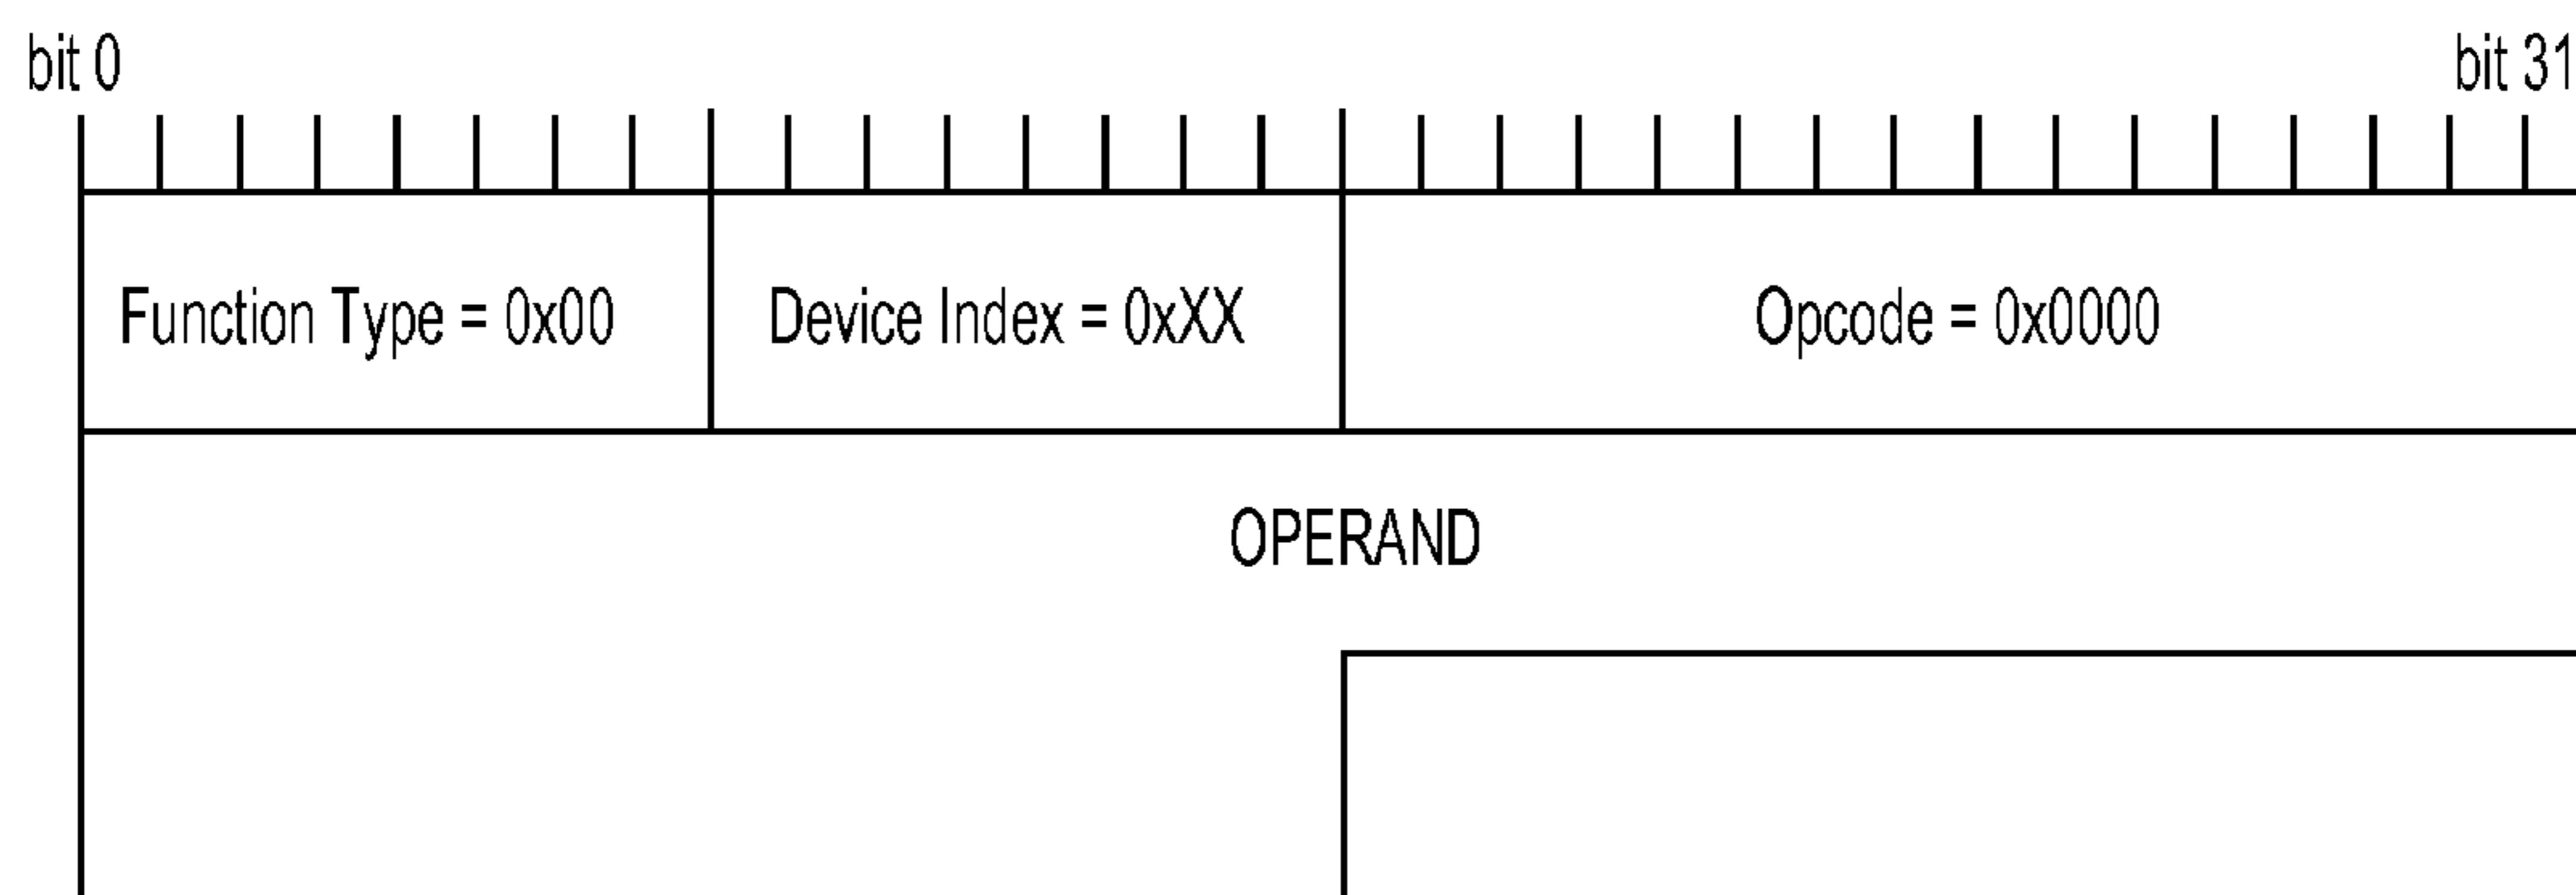 bit 0 bit 31
Function Type = 0x00 Device Index = 0xXX Opcode = 0x0000
OPERAND